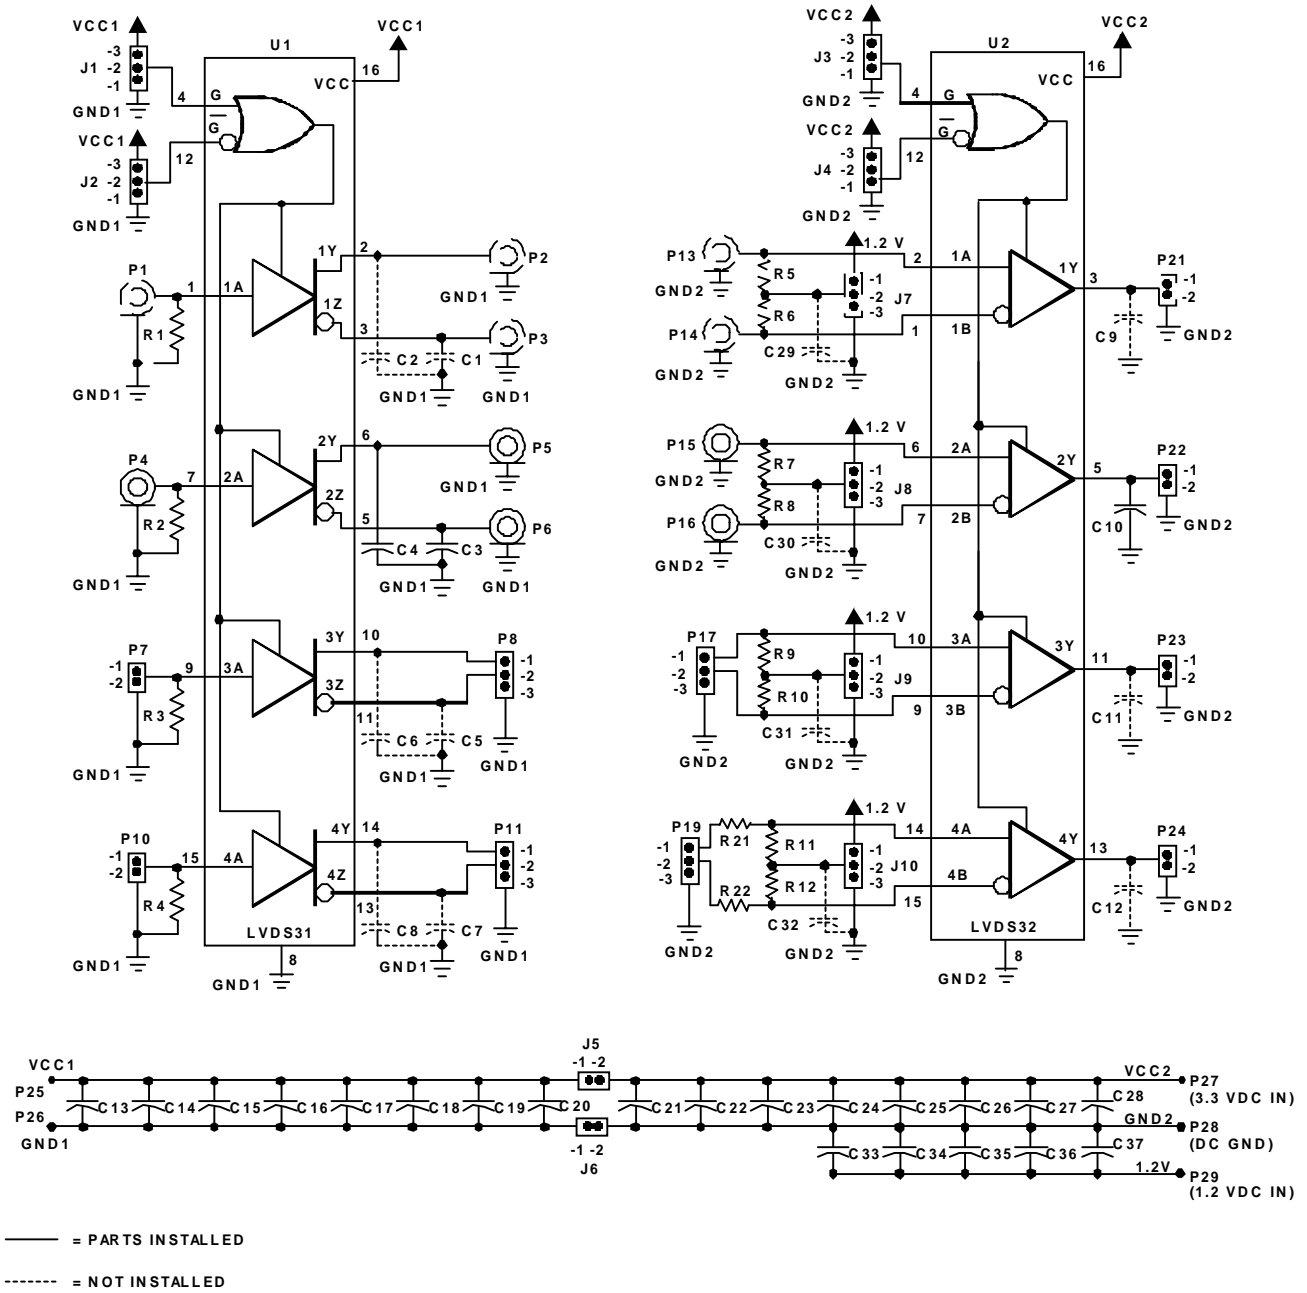 VCC1
-3
J1 -2
-1
GND1
VCC1
-3
J2 -2
-1
GND1
4
12
G
G
U1
VCC
16
VCC1
P1
1
1A
R1
GND1
1Y
2
P2
GND1
1Z
3
P3
C2
C1
GND1
GND1
P4
7
2A
R2
GND1
2Y
6
P5
GND1
2Z
5
P6
C4
C3
GND1
GND1
P7
-1
-2
9
3A
R3
GND1
3Y
10
3Z
11
P8
-1
-2
-3
C6
C5
GND1
GND1
P10
-1
-2
15
4A
R4
GND1
4Y
14
4Z
13
P11
-1
-2
-3
C8
C7
GND1
GND1
LVDS31
8
GND1
VCC2
-3
J3 -2
-1
GND2
VCC2
-3
J4 -2
-1
GND2
4
12
G
G
U2
VCC
16
VCC2
P13
GND2
P14
GND2
R5
R6
C29
1.2 V
-1
-2
-3
J7
GND2
2
1A
1
1B
1Y
3
C9
P21
-1
-2
GND2
P15
GND2
P16
GND2
R7
R8
C30
1.2 V
-1
-2
-3
J8
GND2
6
2A
7
2B
2Y
5
C10
P22
-1
-2
GND2
P17
-1
-2
-3
GND2
R9
R10
C31
1.2 V
-1
-2
-3
J9
GND2
10
3A
9
3B
3Y
11
C11
P23
-1
-2
GND2
P19
-1
-2
-3
GND2
R21
R22
R11
R12
C32
1.2 V
-1
-2
-3
J10
GND2
14
4A
15
4B
4Y
13
C12
P24
-1
-2
GND2
LVDS32
8
GND2
VCC1
P25
P26
GND1
C13
C14
C15
C16
C17
C18
C19
C20
J5
-1 -2
-1 -2
J6
C21
C22
C23
C24
C25
C26
C27
C28
VCC2
P27
(3.3 VDC IN)
GND2
P28
(DC GND)
C33
C34
C35
C36
C37
1.2V
P29
(1.2 VDC IN)
= PARTS INSTALLED
= NOT INSTALLED